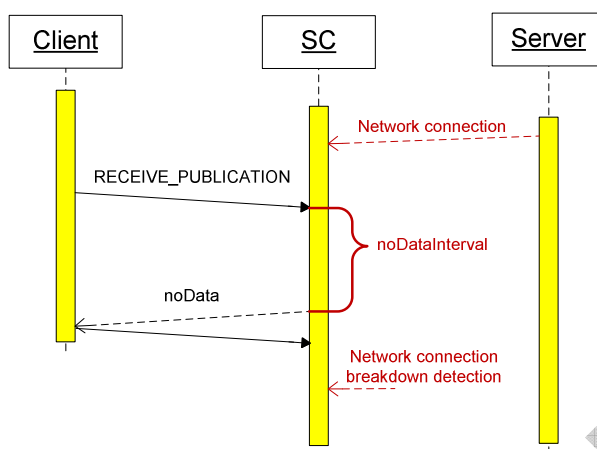 Client
SC
Server
Network connection
RECEIVE_PUBLICATION
noDataInterval
noData
Network connection
breakdown detection